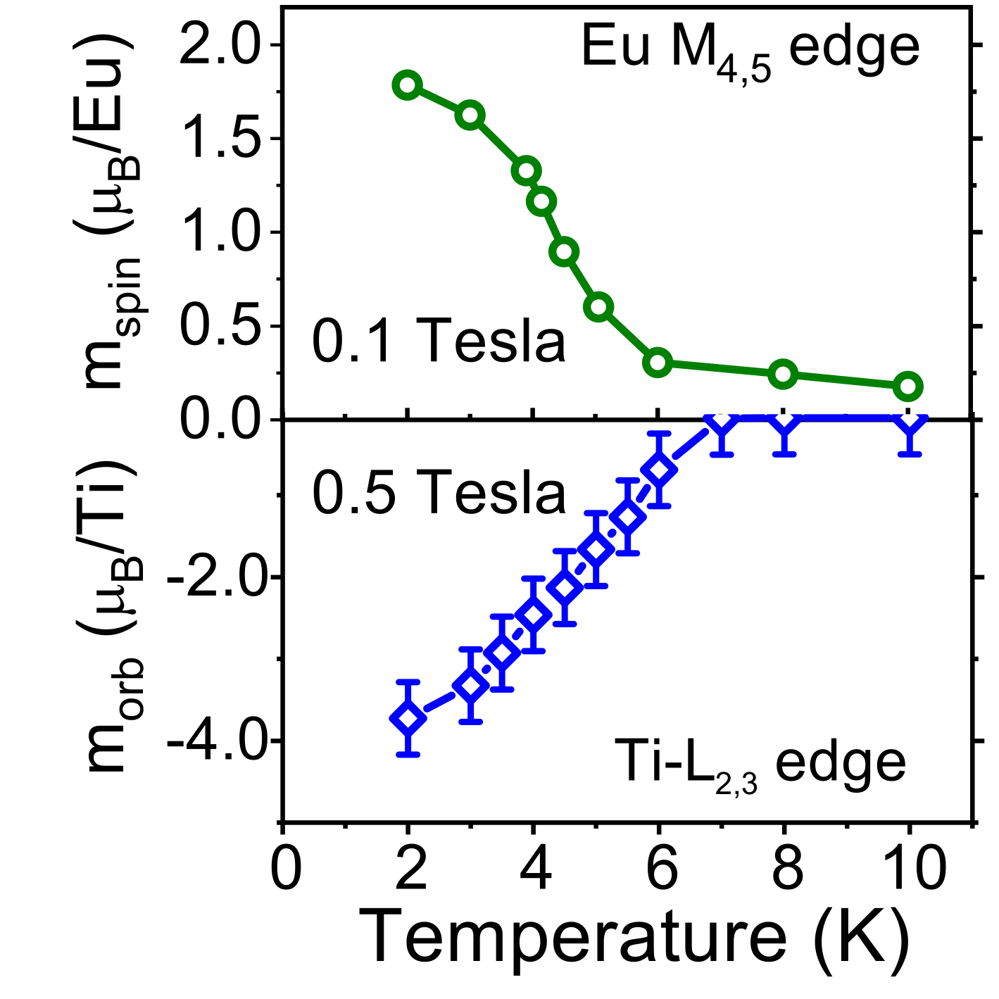 Eu M4,5 edge
2.0
1.5
1.0
0.5
0.0
mspin (μB/Eu)
0.1 Tesla
0.5 Tesla
-2.0
-4.0
morb (μB/Ti)
Ti-L2,3 edge
0 2 4 6 8 10
Temperature (K)